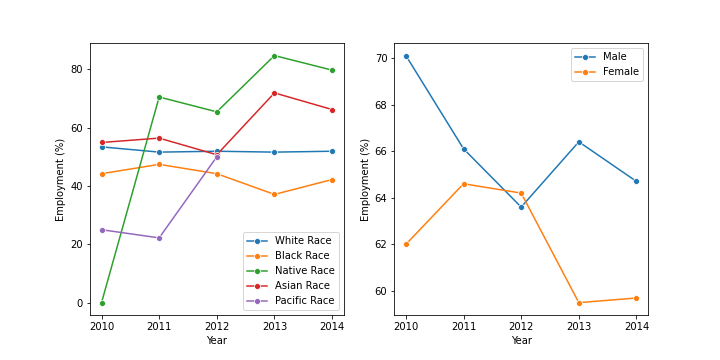 80
60
40
20
0
Employment (%)
2010 2011 2012 2013 2014
Year
White Race
Black Race
Native Race
Asian Race
Pacific Race
70
68
66
64
62
60
Employment (%)
2010 2011 2012 2013 2014
Year
Male
Female